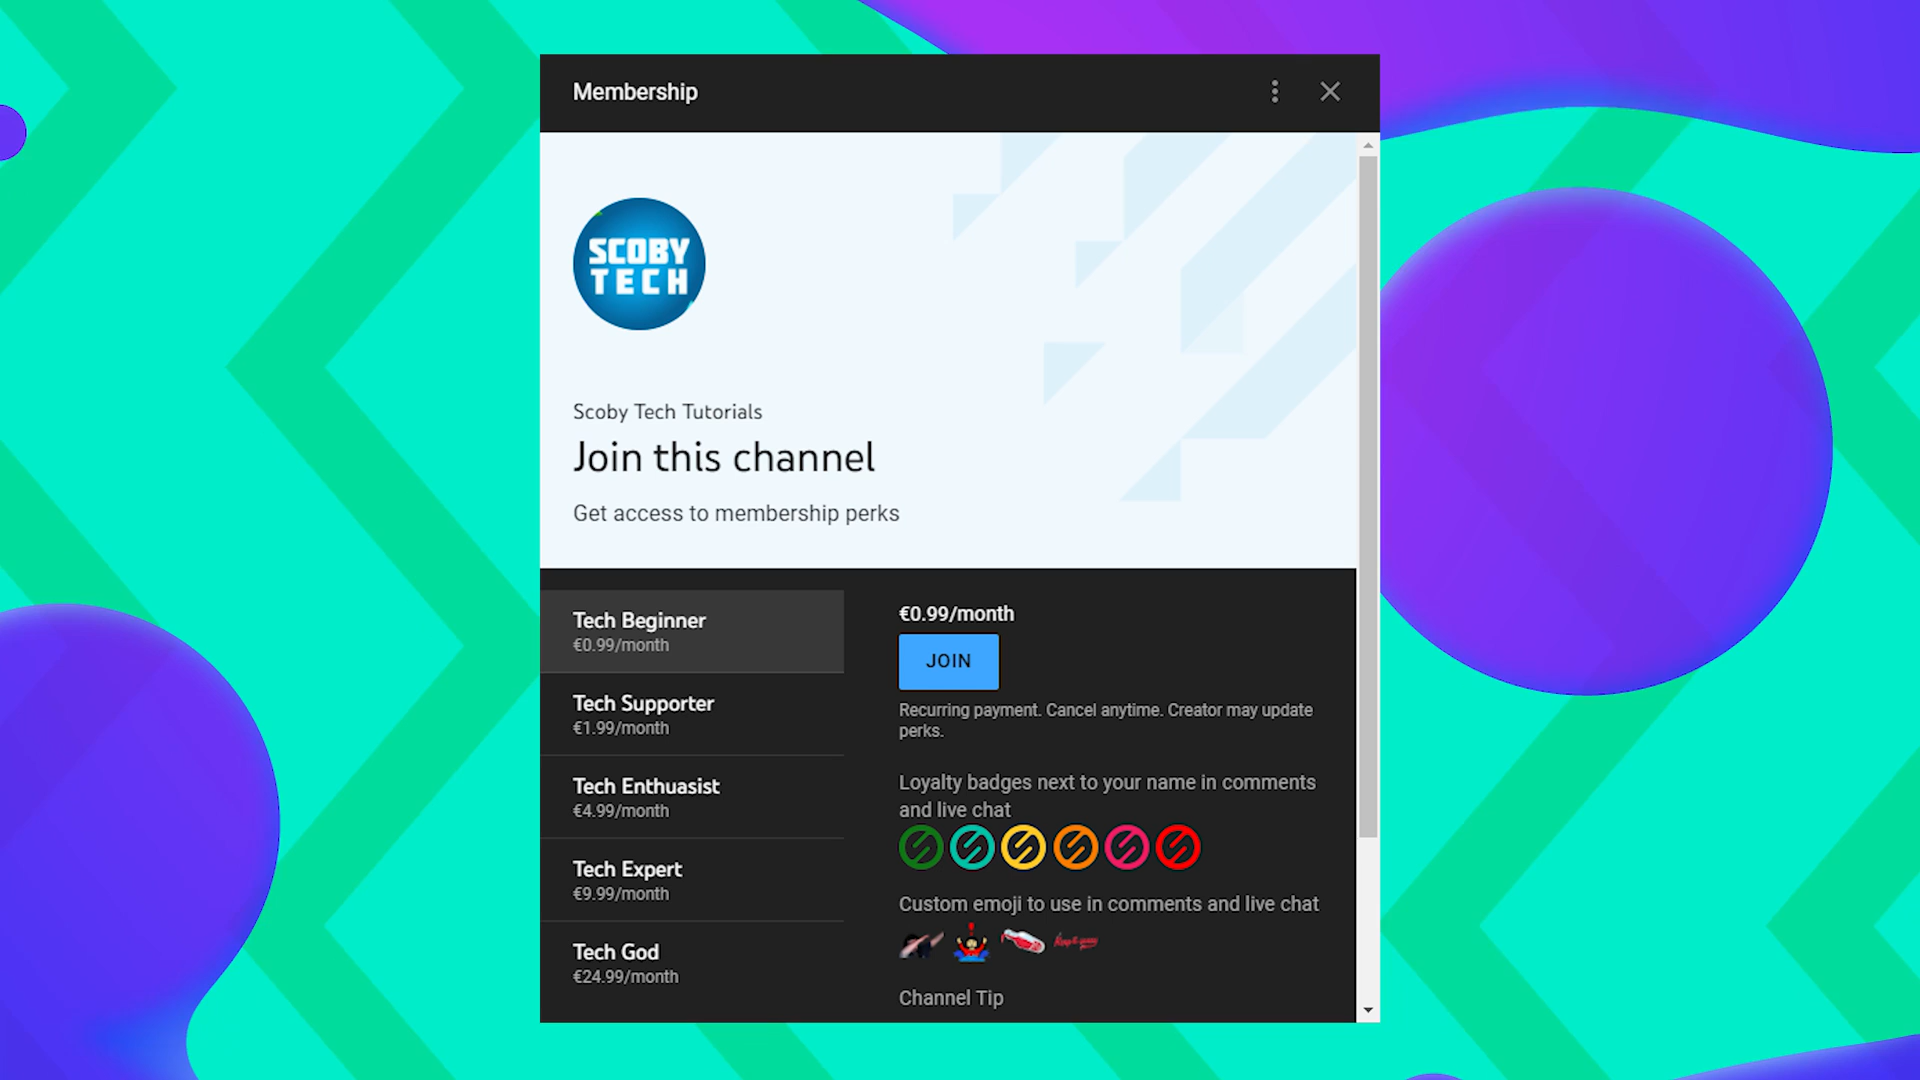 Membership
SCOBY
TECH
Scoby Tech Tutorials
Join this channel
Get access to membership perks
Tech Beginner
€0.99/month
Tech Supporter
€1.99/month
Tech Enthuasist
€4.99/month
Tech Expert
€9.99/month
Tech God
€24.99/month
€0.99/month
JOIN
Recurring payment. Cancel anytime. Creator may update
perks.
Loyalty badges next to your name in comments
and live chat
Custom emoji to use in comments and live chat
Channel Tip